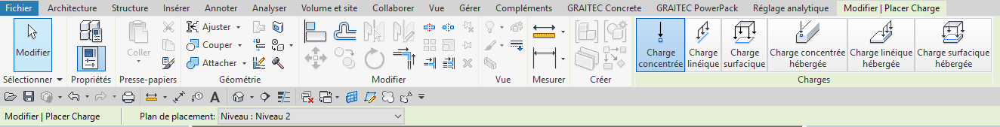 Fichier Architecture Structure Insérer Annoter Analyser Volume et site Collaborer Vue Gérer Compléments GRAITEC Concrete GRAITEC PowerPack Réglage analytique Modifier | Placer Charge
Modifier
Coller
Ajuster
Couper
Attacher
Charge
concentrée
Charge
linéique
Charge
surfacique
Charge concentrée
hébergée
Charge linéique
hébergée
Charge surfacique
hébergée
Sélectionner Propriétés Presse-papiers Géométrie Modifier Vue Mesurer Créer Charges
Modifier | Placer Charge Plan de placement: Niveau : Niveau 2